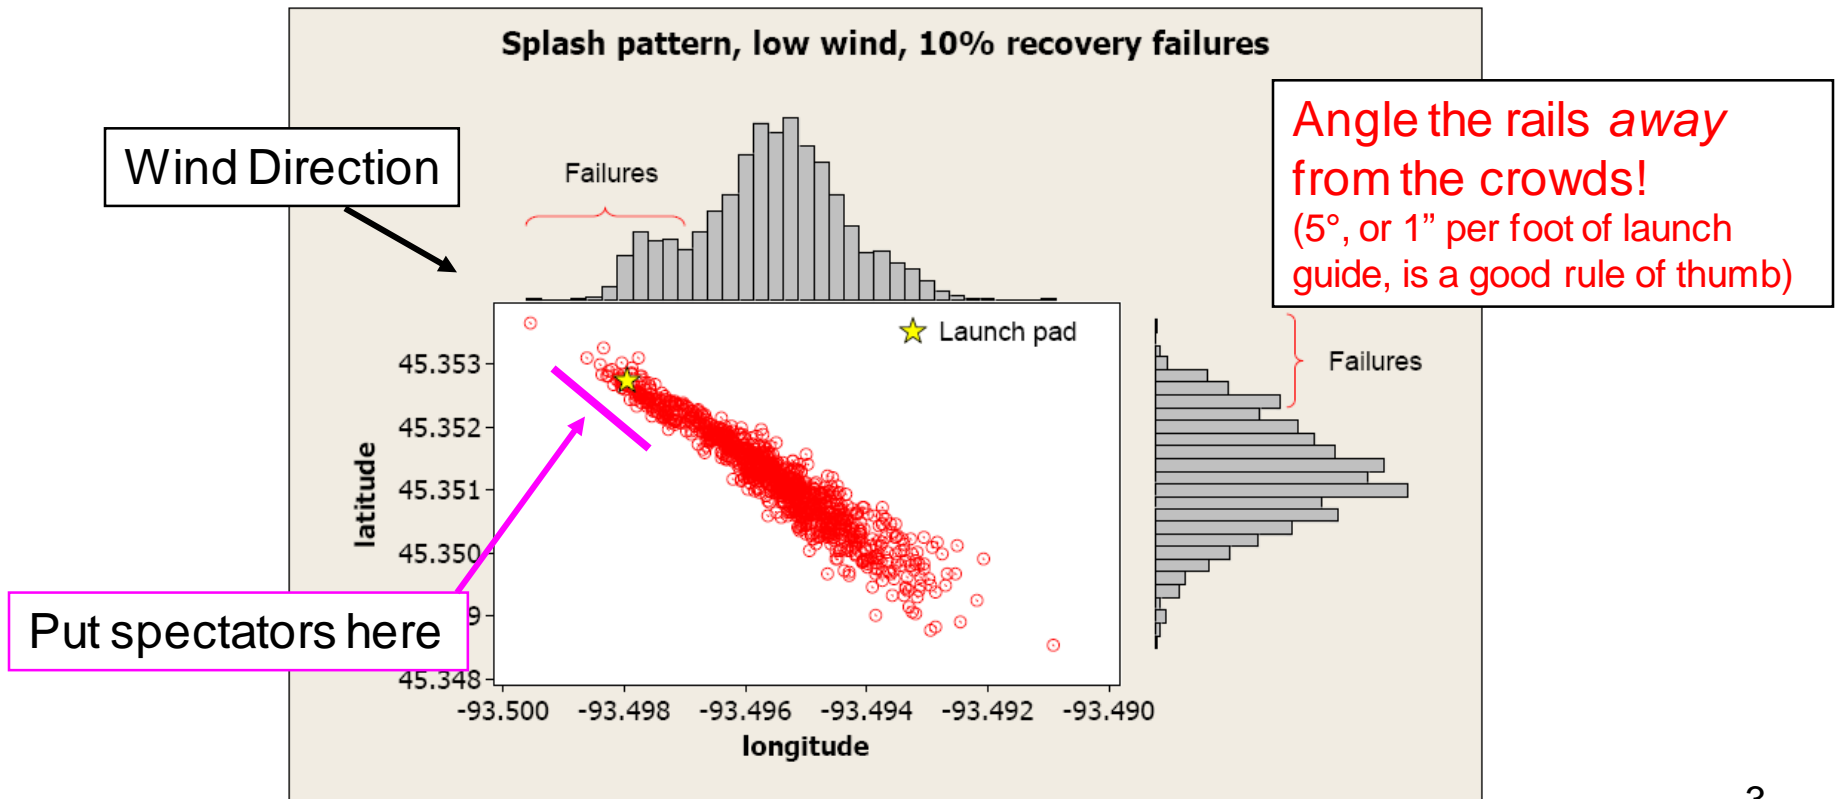 Splash pattern, low wind, 10% recovery failures
Wind Direction
Failures
Angle the rails away
from the crowds!
(5°, or 1” per foot of launch
guide, is a good rule of thumb)
Launch pad
Failures
45.353
45.352
45.351
45.350
9
45.348
latitude
Put spectators here
-93.500 -93.498 -93.496 -93.494 -93.492 -93.490
longitude
3